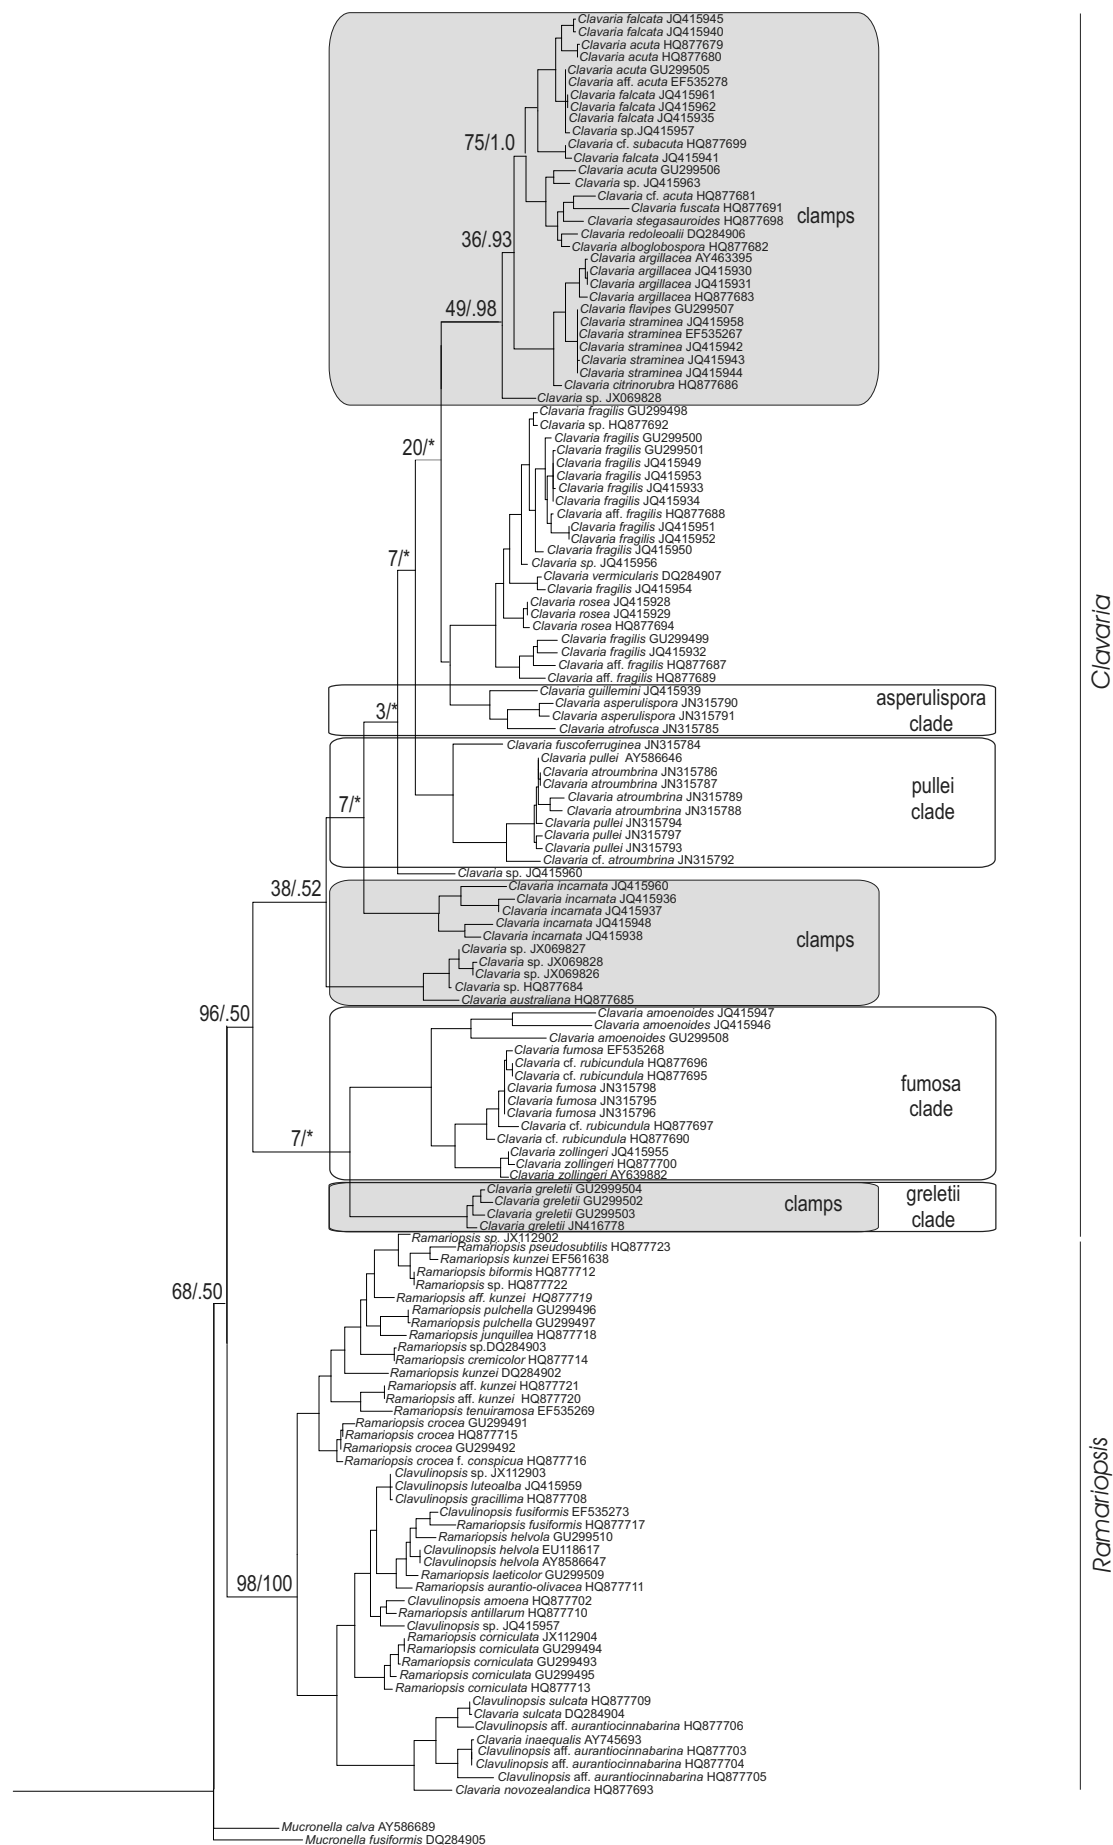 Clavaria falcata JQ415945
Clavaria falcata JQ415940
Clavaria acuta HQ877679
Clavaria acuta HQ877680
Clavaria acuta GU299505
Clavaria aff. acuta EF535278
Clavaria falcata JQ415961
Clavaria falcata JQ415962
Clavaria falcata JQ415935
Clavaria sp.JQ415957
75/1.0
Clavaria cf. subacuta HQ877699
Clavaria falcata JQ415941
Clavaria acuta GU299506
Clavaria sp. JQ415963
Clavaria cf. acuta HQ877681
Clavaria fuscata HQ877691
clamps
Clavaria stegasauroides HQ877698
Clavaria redoleoalii DQ284906
36/.93
Clavaria alboglobospora HQ877682
Clavaria argillacea AY463395
Clavaria argillacea JQ415930
Clavaria argillacea JQ415931
Clavaria argillacea HQ877683
49/.98
Clavaria flavipes GU299507
Clavaria straminea JQ415958
Clavaria straminea EF535267
Clavaria straminea JQ415942
Clavaria straminea JQ415943
Clavaria straminea JQ415944
Clavaria citrinorubra HQ877686
Clavaria sp. JX069828
Clavaria fragilis GU299498
Clavaria sp. HQ877692
Clavaria fragilis GU299500
20/*
Clavaria fragilis GU299501
Clavaria fragilis JQ415949
Clavaria fragilis JQ415953
Clavaria fragilis JQ415933
Clavaria fragilis JQ415934
Clavaria aff. fragilis HQ877688
Clavaria fragilis JQ415951
Clavaria fragilis JQ415952
Clavaria fragilis JQ415950
7/*
Clavaria sp. JQ415956
Clavaria vermicularis DQ284907
Clavaria fragilis JQ415954
Clavaria rosea JQ415928
Clavaria rosea JQ415929
Clavaria rosea HQ877694
Clavaria fragilis GU299499
Clavaria fragilis JQ415932
Clavaria aff. fragilis HQ877687
Clavaria aff. fragilis HQ877689
Clavaria
Clavaria guillemini JQ415939
Clavaria asperulispora JN315790
Clavaria asperulispora JN315791
Clavaria atrofusca JN315785
asperulispora
clade
3/*
Clavaria fuscoferruginea JN315784
Clavaria pullei AY586646
Clavaria atroumbrina JN315786
Clavaria atroumbrina JN315787
Clavaria atroumbrina JN315789
Clavaria atroumbrina JN315788
Clavaria pullei JN315794
Clavaria pullei JN315797
Clavaria pullei JN315793
Clavaria cf. atroumbrina JN315792
pullei
clade
7/*
Clavaria sp. JQ415960
38/.52
Clavaria incarnata JQ415960
Clavaria incarnata JQ415936
Clavaria incarnata JQ415937
Clavaria incarnata JQ415948
Clavaria incarnata JQ415938
clamps
Clavaria sp. JX069827
Clavaria sp. JX069828
Clavaria sp. JX069826
Clavaria sp. HQ877684
Clavaria australiana HQ877685
96/.50
Clavaria amoenoides JQ415947
Clavaria amoenoides JQ415946
Clavaria amoenoides GU299508
Clavaria fumosa EF535268
Clavaria cf. rubicundula HQ877696
Clavaria cf. rubicundula HQ877695
Clavaria fumosa JN315798
Clavaria fumosa JN315795
Clavaria fumosa JN315796
Clavaria cf. rubicundula HQ877697
Clavaria cf. rubicundula HQ877690
Clavaria zollingeri JQ415955
Clavaria zollingeri HQ877700
Clavaria zollingeri AY639882
fumosa
clade
7/*
Clavaria greletii GU2999504
Clavaria greletii GU299502
Clavaria greletii GU299503
Clavaria greletii JN416778
clamps
greletii
clade
Ramariopsis sp. JX112902
Ramariopsis pseudosubtilis HQ877723
Ramariopsis kunzei EF561638
Ramariopsis biformis HQ877712
Ramariopsis sp. HQ877722
68/.50
Ramariopsis aff. kunzei HQ877719
Ramariopsis pulchella GU299496
Ramariopsis pulchella GU299497
Ramariopsis junquillea HQ877718
Ramariopsis sp.DQ284903
Ramariopsis cremicolor HQ877714
Ramariopsis kunzei DQ284902
Ramariopsis aff. kunzei HQ877721
Ramariopsis aff. kunzei HQ877720
Ramariopsis tenuiramosa EF535269
Ramariopsis crocea GU299491
Ramariopsis crocea HQ877715
Ramariopsis crocea GU299492
Ramariopsis crocea f. conspicua HQ877716
Ramariopsis
Clavulinopsis sp. JX112903
Clavulinopsis luteoalba JQ415959
Clavulinopsis gracillima HQ877708
Clavulinopsis fusiformis EF535273
Ramariopsis fusiformis HQ877717
Ramariopsis helvola GU299510
Clavulinopsis helvola EU118617
Clavulinopsis helvola AY8586647
Ramariopsis laeticolor GU299509
98/100
Ramariopsis aurantio-olivacea HQ877711
Clavulinopsis amoena HQ877702
Ramariopsis antillarum HQ877710
Clavulinopsis sp. JQ415957
Ramariopsis corniculata JX112904
Ramariopsis corniculata GU299494
Ramariopsis corniculata GU299493
Ramariopsis corniculata GU299495
Ramariopsis corniculata HQ877713
Clavulinopsis sulcata HQ877709
Clavaria sulcata DQ284904
Clavulinopsis aff. aurantiocinnabarina HQ877706
Clavaria inaequalis AY745693
Clavulinopsis aff. aurantiocinnabarina HQ877703
Clavulinopsis aff. aurantiocinnabarina HQ877704
Clavulinopsis aff. aurantiocinnabarina HQ877705
Clavaria novozealandica HQ877693
Mucronella calva AY586689
Mucronella fusiformis DQ284905